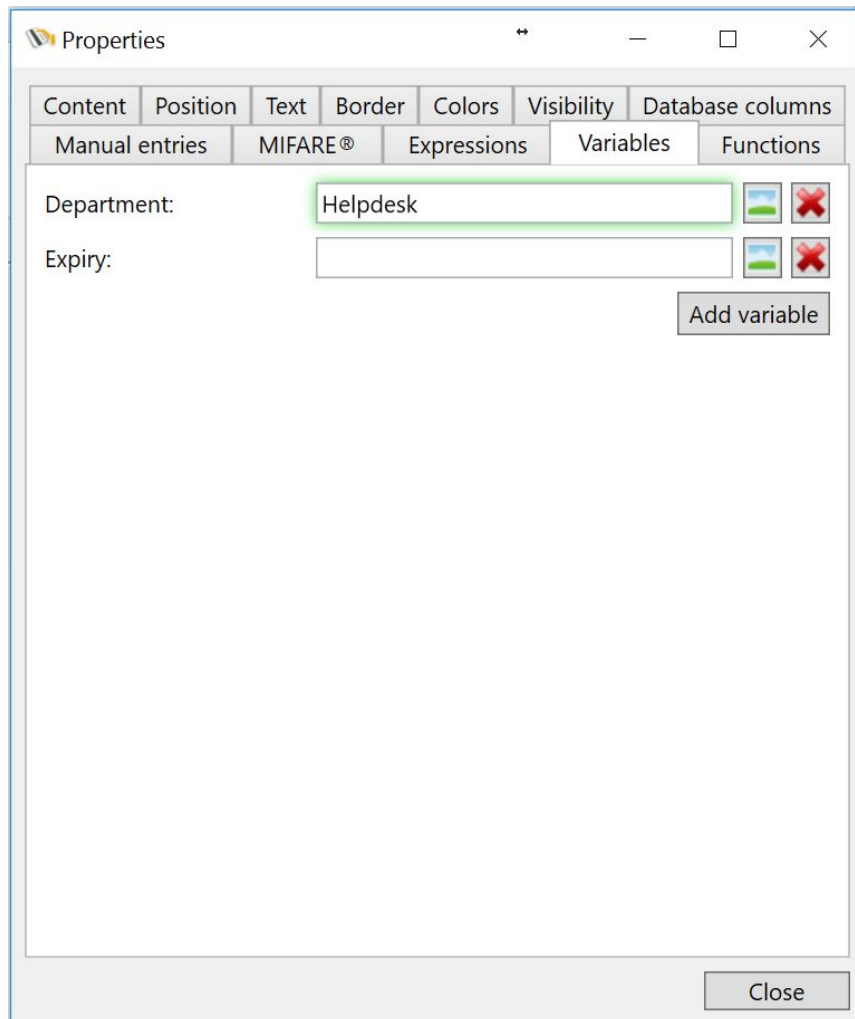 Properties
Content Position Text Border Colors Visibility Database columns
Manual entries MIFARE® Expressions Variables Functions
Department: Helpdesk
Expiry:
Add variable
Close